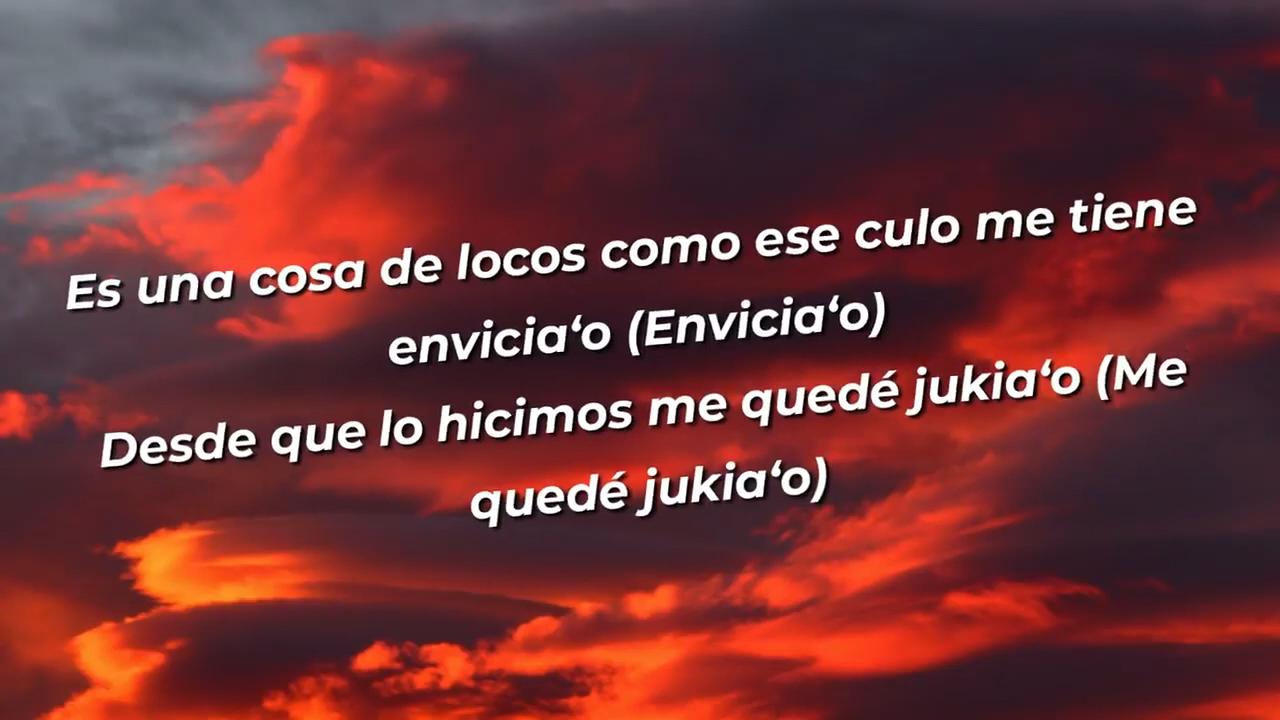 Es una cosa de locos como ese culo me tiene
envicia‘o (Envicia‘o)
Desde que lo hicimos me quedé jukia‘o (Me
quedé jukia‘o)